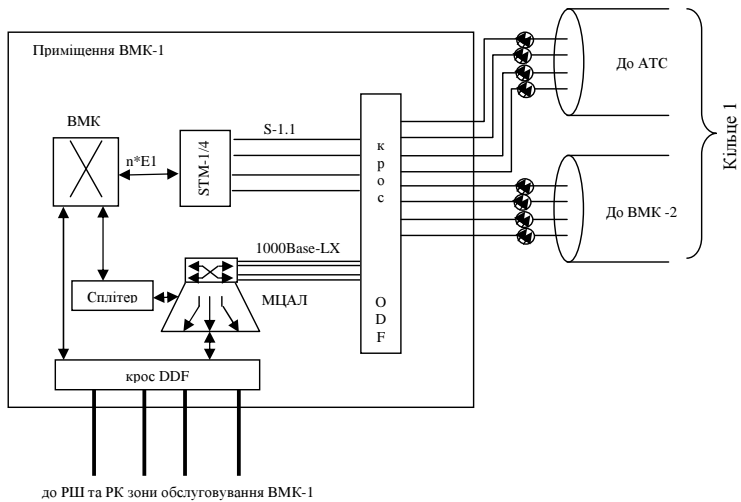 Приміщення ВМК-1
До АТС
Кільце 1
ВМК
n*E1
STM-1/4
S-1.1
крос ODF
До ВМК -2
1000Base-LX
Сплітер
МЦАЛ
крос DDF
до РШ та РК зони обслуговування ВМК-1